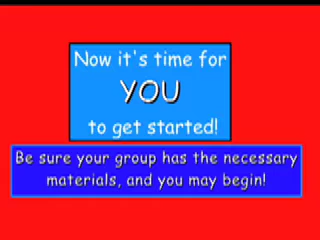 Now it's time for
YOU
to get started!
Be sure your group has the necessary
materials, and you may begin!